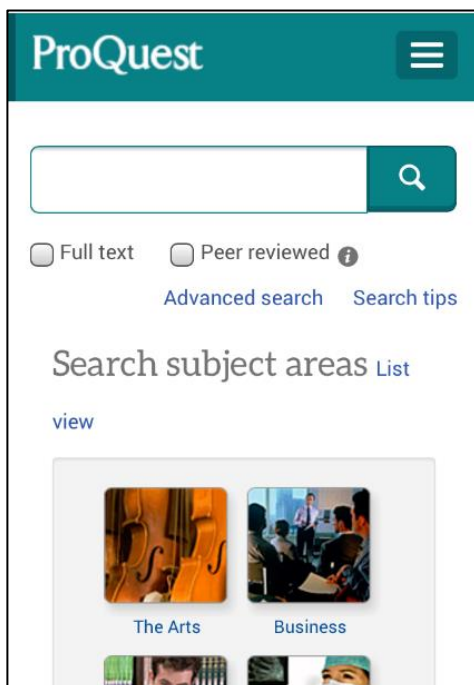 ProQuest
Full text Peer reviewed i
Advanced search Search tips
Search subject areas List
view
The Arts Business